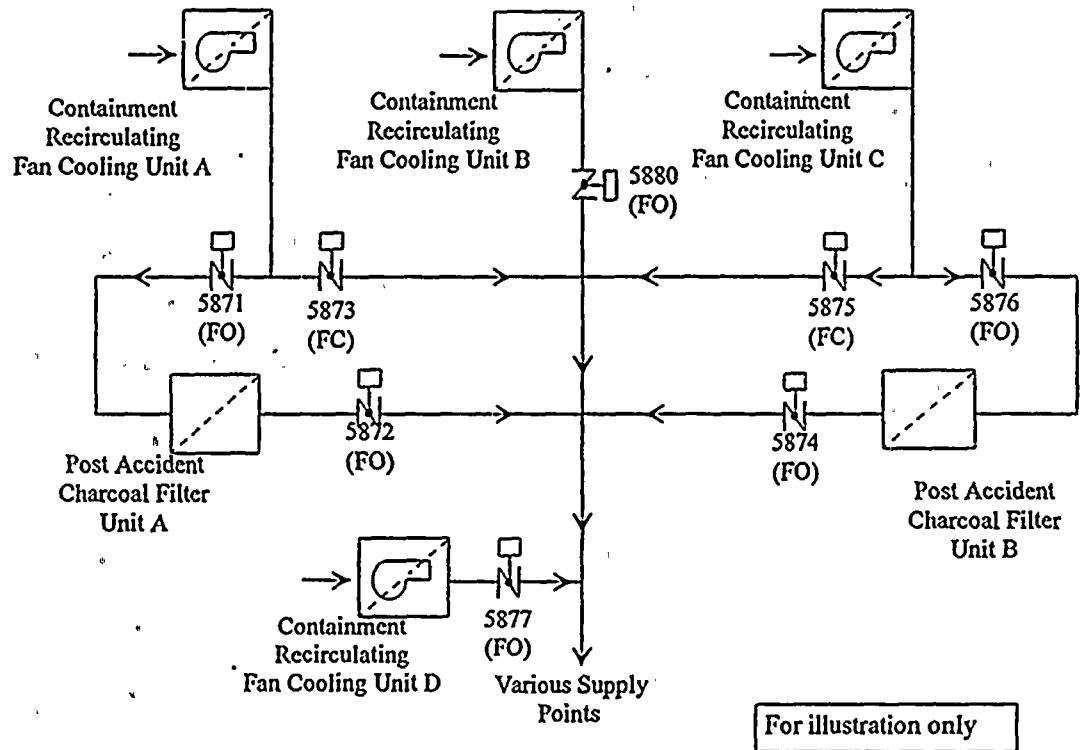 Containment
Recirculating
Fan Cooling Unit A
Containment
Recirculating
Fan Cooling Unit B
Containment
Recirculating
Fan Cooling Unit C
5880
(FO)
5871
(FO)
5873
(FC)
5875
(FC)
5876
(FO)
5872
(FO)
5874
(FO)
Post Accident
Charcoal Filter
Unit A
Post Accident
Charcoal Filter
Unit B
Containment
Recirculating
Fan Cooling Unit D
5877
(FO)
Various Supply
Points
For illustration only